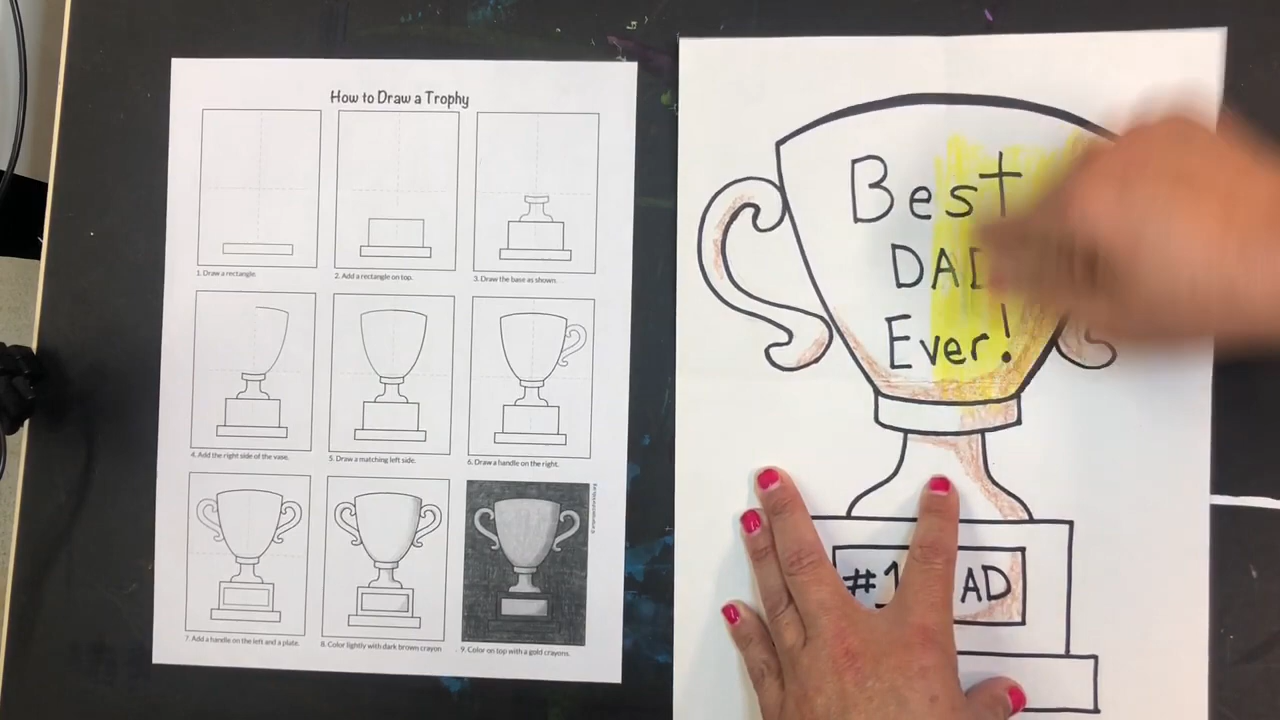 How to Draw a Trophy
1. Draw a rectangle.
2. Add a rectangle on top.
3. Draw the base as shown.
4. Add the right side of the vase.
5. Draw a matching left side.
6. Draw a handle on the right.
7. Add a handle on the left and a plate.
8. Color lightly with dark brown crayon
9. Color on top with a gold crayons.
Best
DAD
Ever!
#1 AD